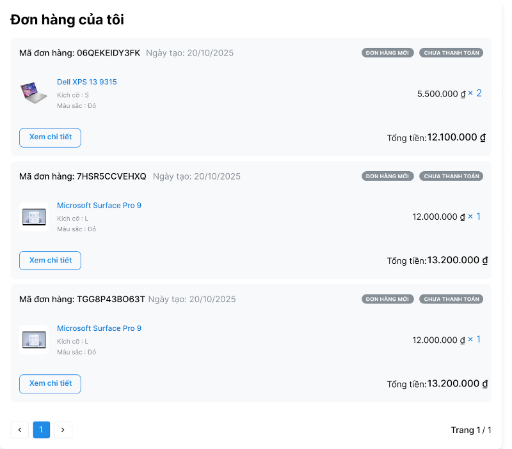 Đơn hàng của tôi
Mã đơn hàng: 06QEKEIDY3FK Ngày tạo: 20/10/2025 ĐƠN HÀNG MỚI CHƯA THANH TOÁN
Dell XPS 13 9315
Kích cỡ : S
Màu sắc : Đỏ
5.500.000 ₫ × 2
Xem chi tiết
Tổng tiền:12.100.000 ₫
Mã đơn hàng: 7HSR5CCVEHXQ Ngày tạo: 20/10/2025 ĐƠN HÀNG MỚI CHƯA THANH TOÁN
Microsoft Surface Pro 9
Kích cỡ : L
Màu sắc : Đỏ
12.000.000 ₫ × 1
Xem chi tiết
Tổng tiền:13.200.000 ₫
Mã đơn hàng: TGG8P43BO63T Ngày tạo: 20/10/2025 ĐƠN HÀNG MỚI CHƯA THANH TOÁN
Microsoft Surface Pro 9
Kích cỡ : L
Màu sắc : Đỏ
12.000.000 ₫ × 1
Xem chi tiết
Tổng tiền:13.200.000 ₫
‹ 1 ›
Trang 1 / 1